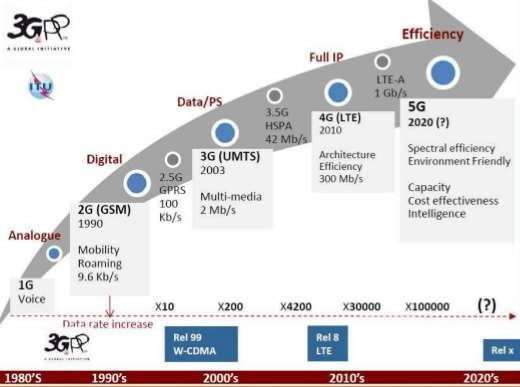 3GPP
A GLOBAL INITIATIVE
ITU
Efficiency
Full IP
LTE-A
1 Gb/s
Data/PS
3.5G
HSPA
42 Mb/s
4G (LTE)
2010
Architecture
Efficiency
300 Mb/s
5G
2020 (?)
Spectral efficiency
Environment Friendly
Capacity
Cost effectiveness
Intelligence
Digital
2.5G
GPRS
100
Kb/s
3G (UMTS)
2003
Multi-media
2 Mb/s
2G (GSM)
1990
Mobility
Roaming
9.6 Kb/s
Analogue
1G
Voice
X10 X200 X4200 X30000 X100000 (?)
Data rate increase
3GPP
A GLOBAL INITIATIVE
Rel 99
W-CDMA
Rel 8
LTE
Rel x
1980's 1990's 2000's 2010's 2020's